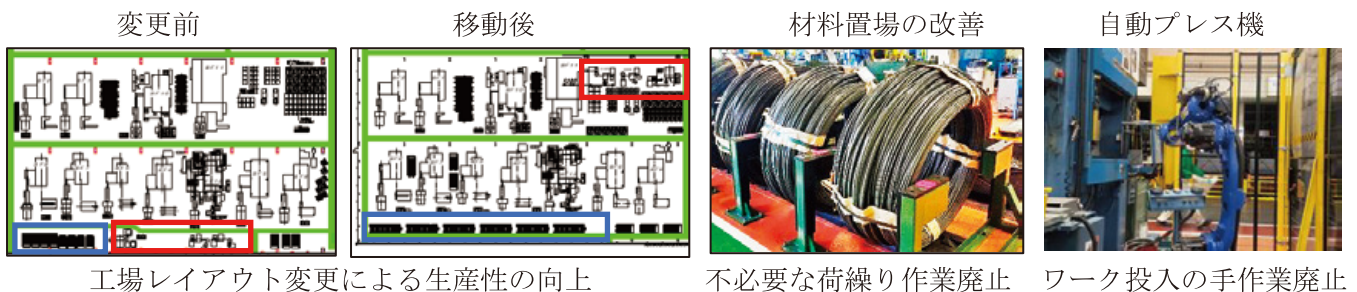 変更前
移動後
材料置場の改善
自動プレス機
工場レイアウト変更による生産性の向上
不必要な荷繰り作業廃止
ワーク投入の手作業廃止